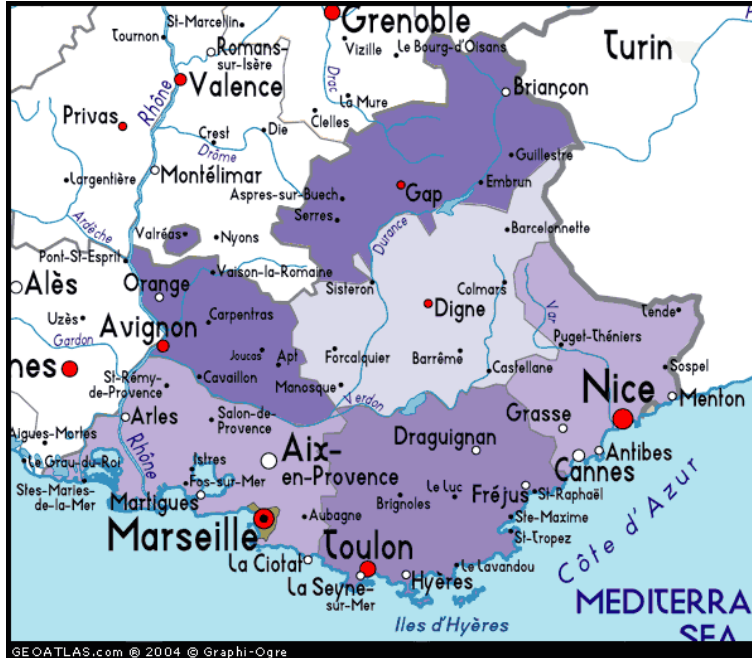 St-Marcellin
Grenoble
Tournon
Vizille
Le Bourg-d'Oisans
Romans-
sur-Isère
Turin
Valence
Rhône
Drac
Briançon
La Mure
Privas
Clelles
Crest
Die
Drôme
Guillestre
Montélimar
Largentière
Embrun
Gap
Aspres-sur-Buech
Serres
Ardèche
Valréas
Nyons
Durance
Barcelonnette
Pont-St-Esprit
Vaison-la-Romaine
Alès
Orange
Sisteron
Colmars
Digne
Var
Tende
Uzès
Carpentras
Gardon
Avignon
Puget-Théniers
Joucas
Apt
Forcalquier
Barrême
nes
Sospel
Castellane
St-Rémy-
de-Provence
Cavaillon
Manosque
Nice
Menton
Verdon
Arles
Salon-de-
Provence
Grasse
Aigues-Mortes
Rhône
Draguignan
Antibes
Le Grau-du-Roi
Istres
Aix-
en-Provence
Cannes
Fos-sur-Mer
Stes-Maries-
de-la-Mer
Martigues
Le Luc
Brignoles
Fréjus
St-Raphaël
Marseille
Aubagne
Ste-Maxime
St-Tropez
Toulon
Côte d'Azur
La Ciotat
Le Lavandou
La Seyne-
sur-Mer
Hyères
MEDITERRA
SEA
Iles d'Hyères
GEOATLAS.com ® 2004 © Graphi-Ogre